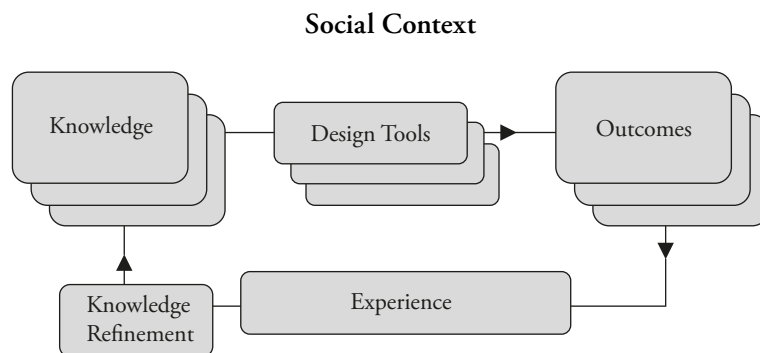 Social Context
Knowledge
Design Tools
Outcomes
Knowledge
Refinement
Experience